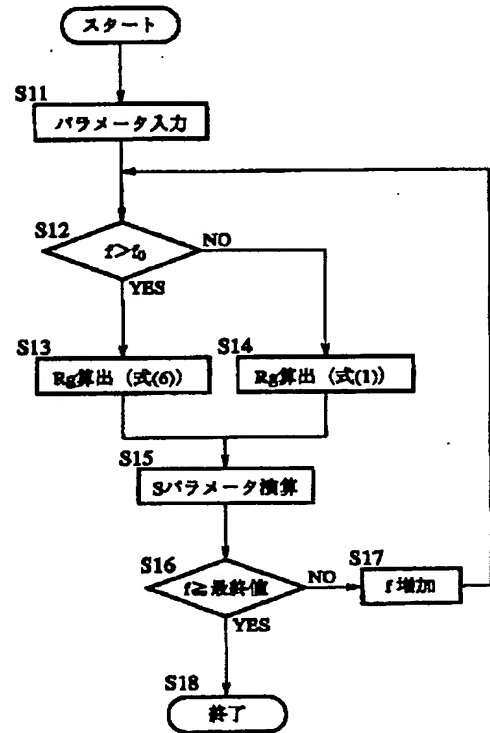 スタート
S11
パラメータ入力
S12
f>f₀
NO
YES
S13
Rg算出 (式(6))
S14
Rg算出 (式(1))
S15
Sパラメータ演算
S16
f≧最終値
NO
S17
f 増加
YES
S18
終了